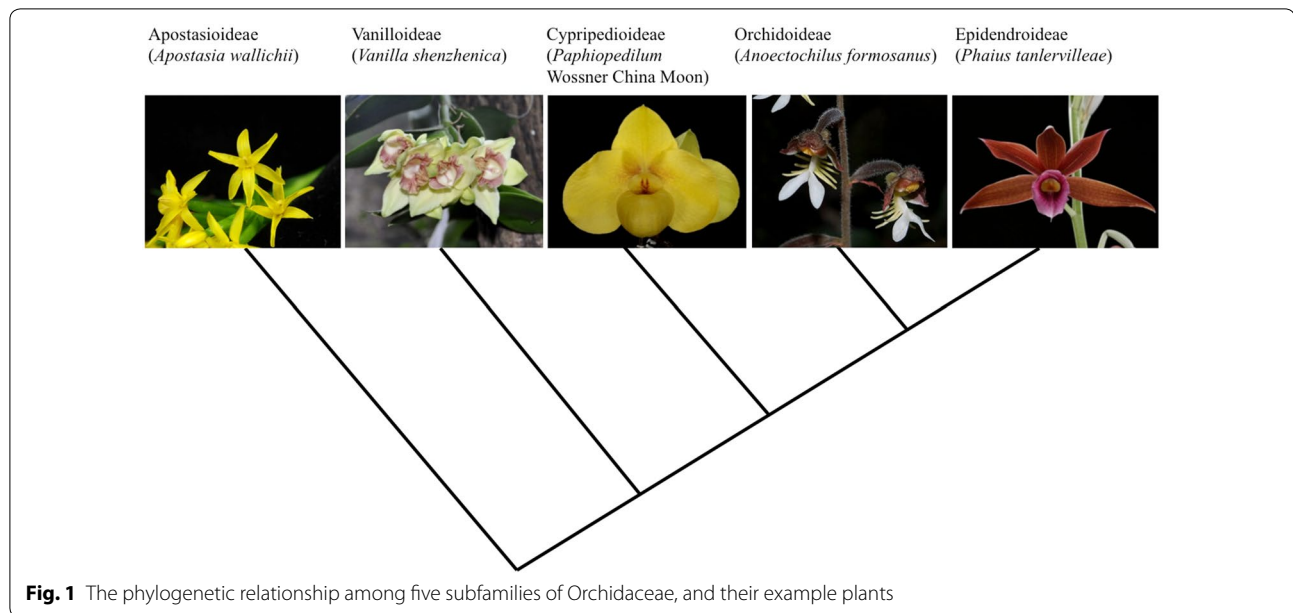 Apostasioideae
(Apostasia wallichii)
Vanilloideae
(Vanilla shenzhenica)
Cypripedioideae
(Paphiopedilum
Wossner China Moon)
Orchidoideae
(Anoectochilus formosanus)
Epidendroideae
(Phaius tanlervilleae)
Fig. 1 The phylogenetic relationship among five subfamilies of Orchidaceae, and their example plants